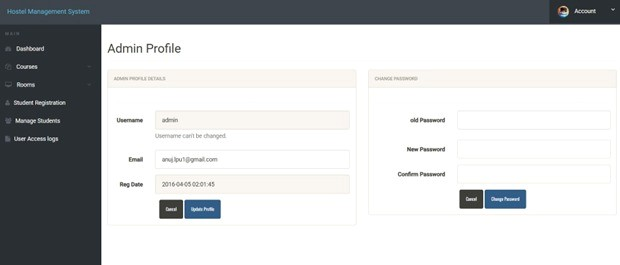 Hostel Management System
Account
MAIN
Dashboard
Courses
Rooms
Student Registration
Manage Students
User Access logs
Admin Profile
ADMIN PROFILE DETAILS
Username
admin
Username can't be changed.
Email
anuj.lpu1@gmail.com
Reg Date
2016-04-05 02:01:45
Cancel
Update Profile
CHANGE PASSWORD
old Password
New Password
Confirm Password
Cancel
Change Password